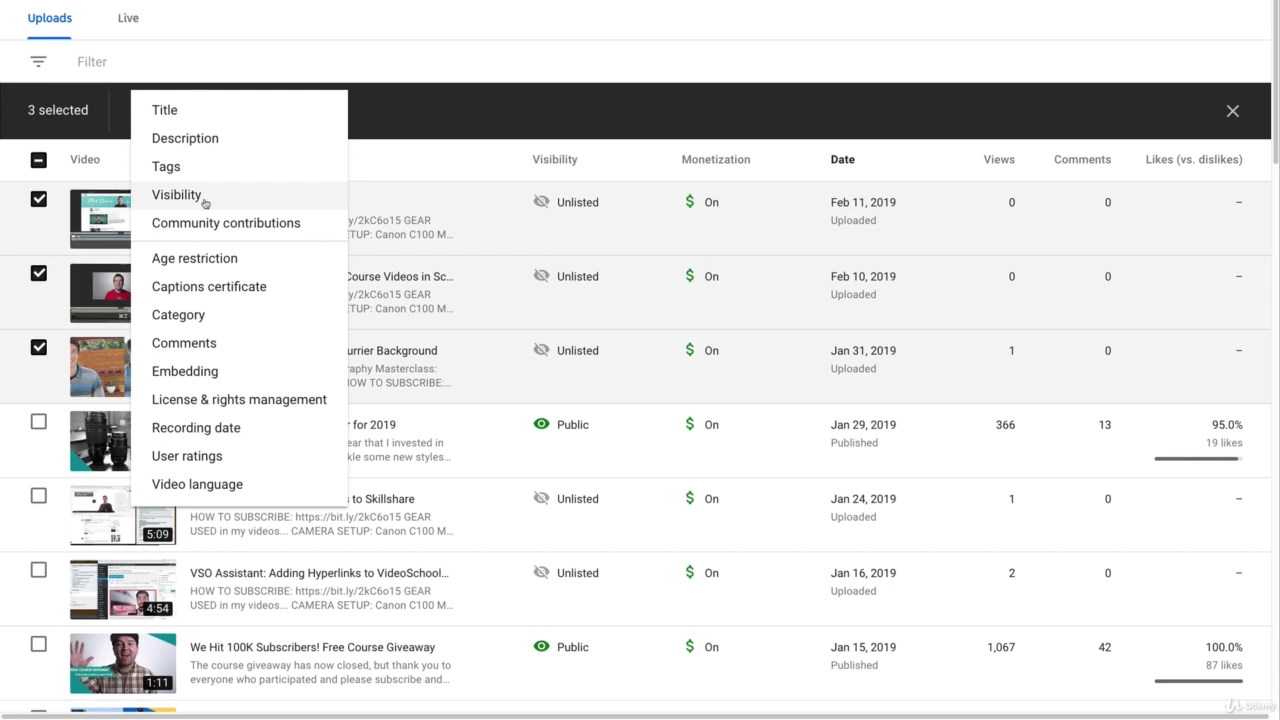 Uploads
Live
Filter
3 selected
Title
Description
Tags
Visibility
Community contributions
Age restriction
Captions certificate
Category
Comments
Embedding
License & rights management
Recording date
User ratings
Video language
Video
Visibility
Monetization
Date
Views
Comments
Likes (vs. dislikes)
y/2kC6o15 GEAR
TUP: Canon C100 M...
Unlisted
$ On
Feb 11, 2019
Uploaded
0
0
–
Course Videos in Sc...
y/2kC6o15 GEAR
TUP: Canon C100 M...
Unlisted
$ On
Feb 10, 2019
Uploaded
0
0
–
urrier Background
raphy Masterclass:
HOW TO SUBSCRIBE:...
Unlisted
$ On
Jan 31, 2019
Uploaded
1
0
–
r for 2019
ear that I invested in
kle some new styles...
Public
$ On
Jan 29, 2019
Published
366
13
95.0%
19 likes
5:09
s to Skillshare
HOW TO SUBSCRIBE: https://bit.ly/2kC6o15 GEAR
USED in my videos... CAMERA SETUP: Canon C100 M...
Unlisted
$ On
Jan 24, 2019
Uploaded
1
0
–
4:54
VSO Assistant: Adding Hyperlinks to VideoSchool...
HOW TO SUBSCRIBE: https://bit.ly/2kC6o15 GEAR
USED in my videos... CAMERA SETUP: Canon C100 M...
Unlisted
$ On
Jan 16, 2019
Uploaded
2
0
–
1:11
We Hit 100K Subscribers! Free Course Giveaway
The course giveaway has now closed, but thank you to
everyone who participated and please subscribe and...
Public
$ On
Jan 15, 2019
Published
1,067
42
100.0%
87 likes
Udemy